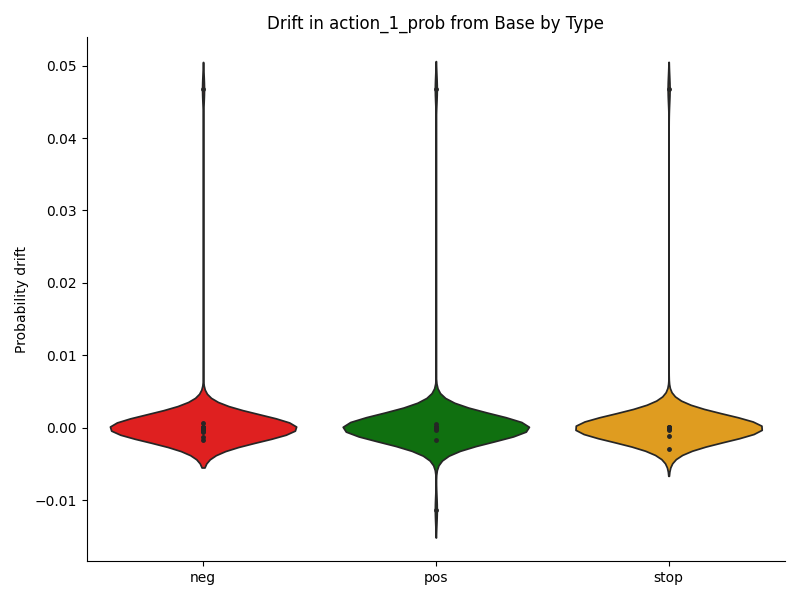 Drift in action_1_prob from Base by Type
Probability drift
0.05
0.04
0.03
0.02
0.01
0.00
−0.01
neg
pos
stop